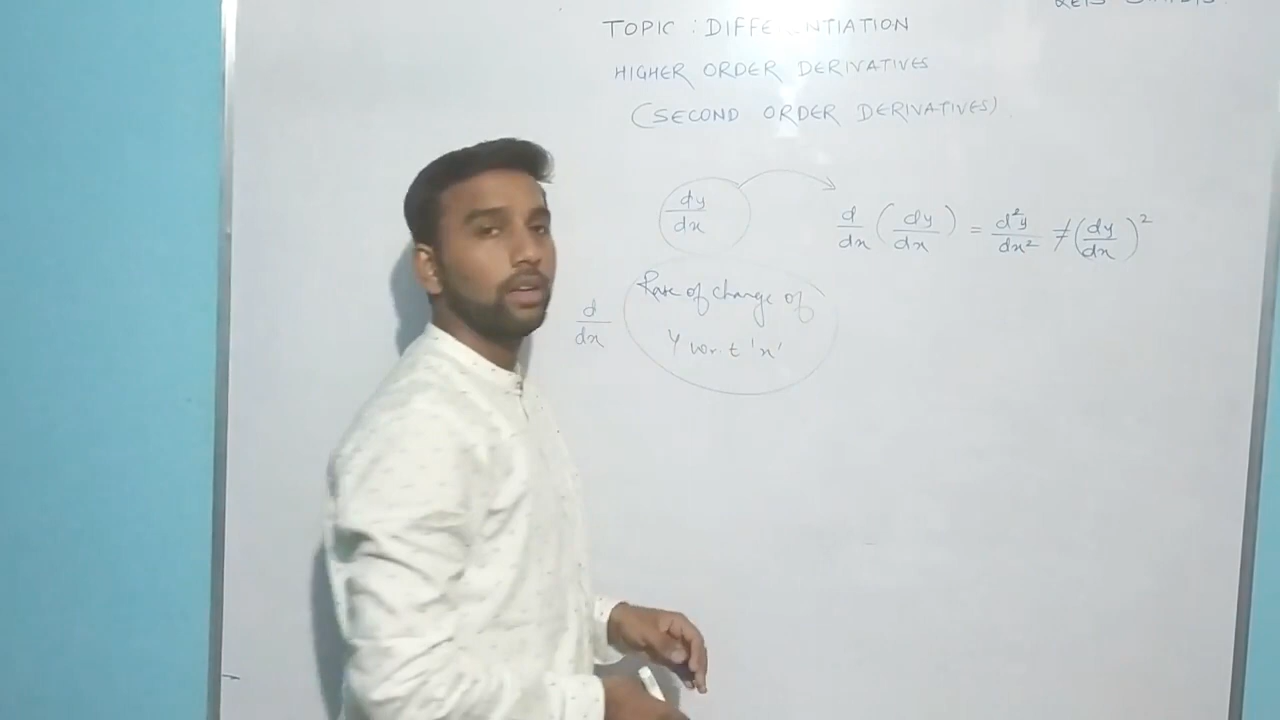 TOPIC : DIFFE NTIATION
HIGHER ORDER DERIVATIVES
(SECOND ORDER DERIVATIVES)
dy/dx
d/dx (dy/dx) = d²y/dx² ≠ (dy/dx)²
d/dx
Rate of change of
Y w.r.t 'x'